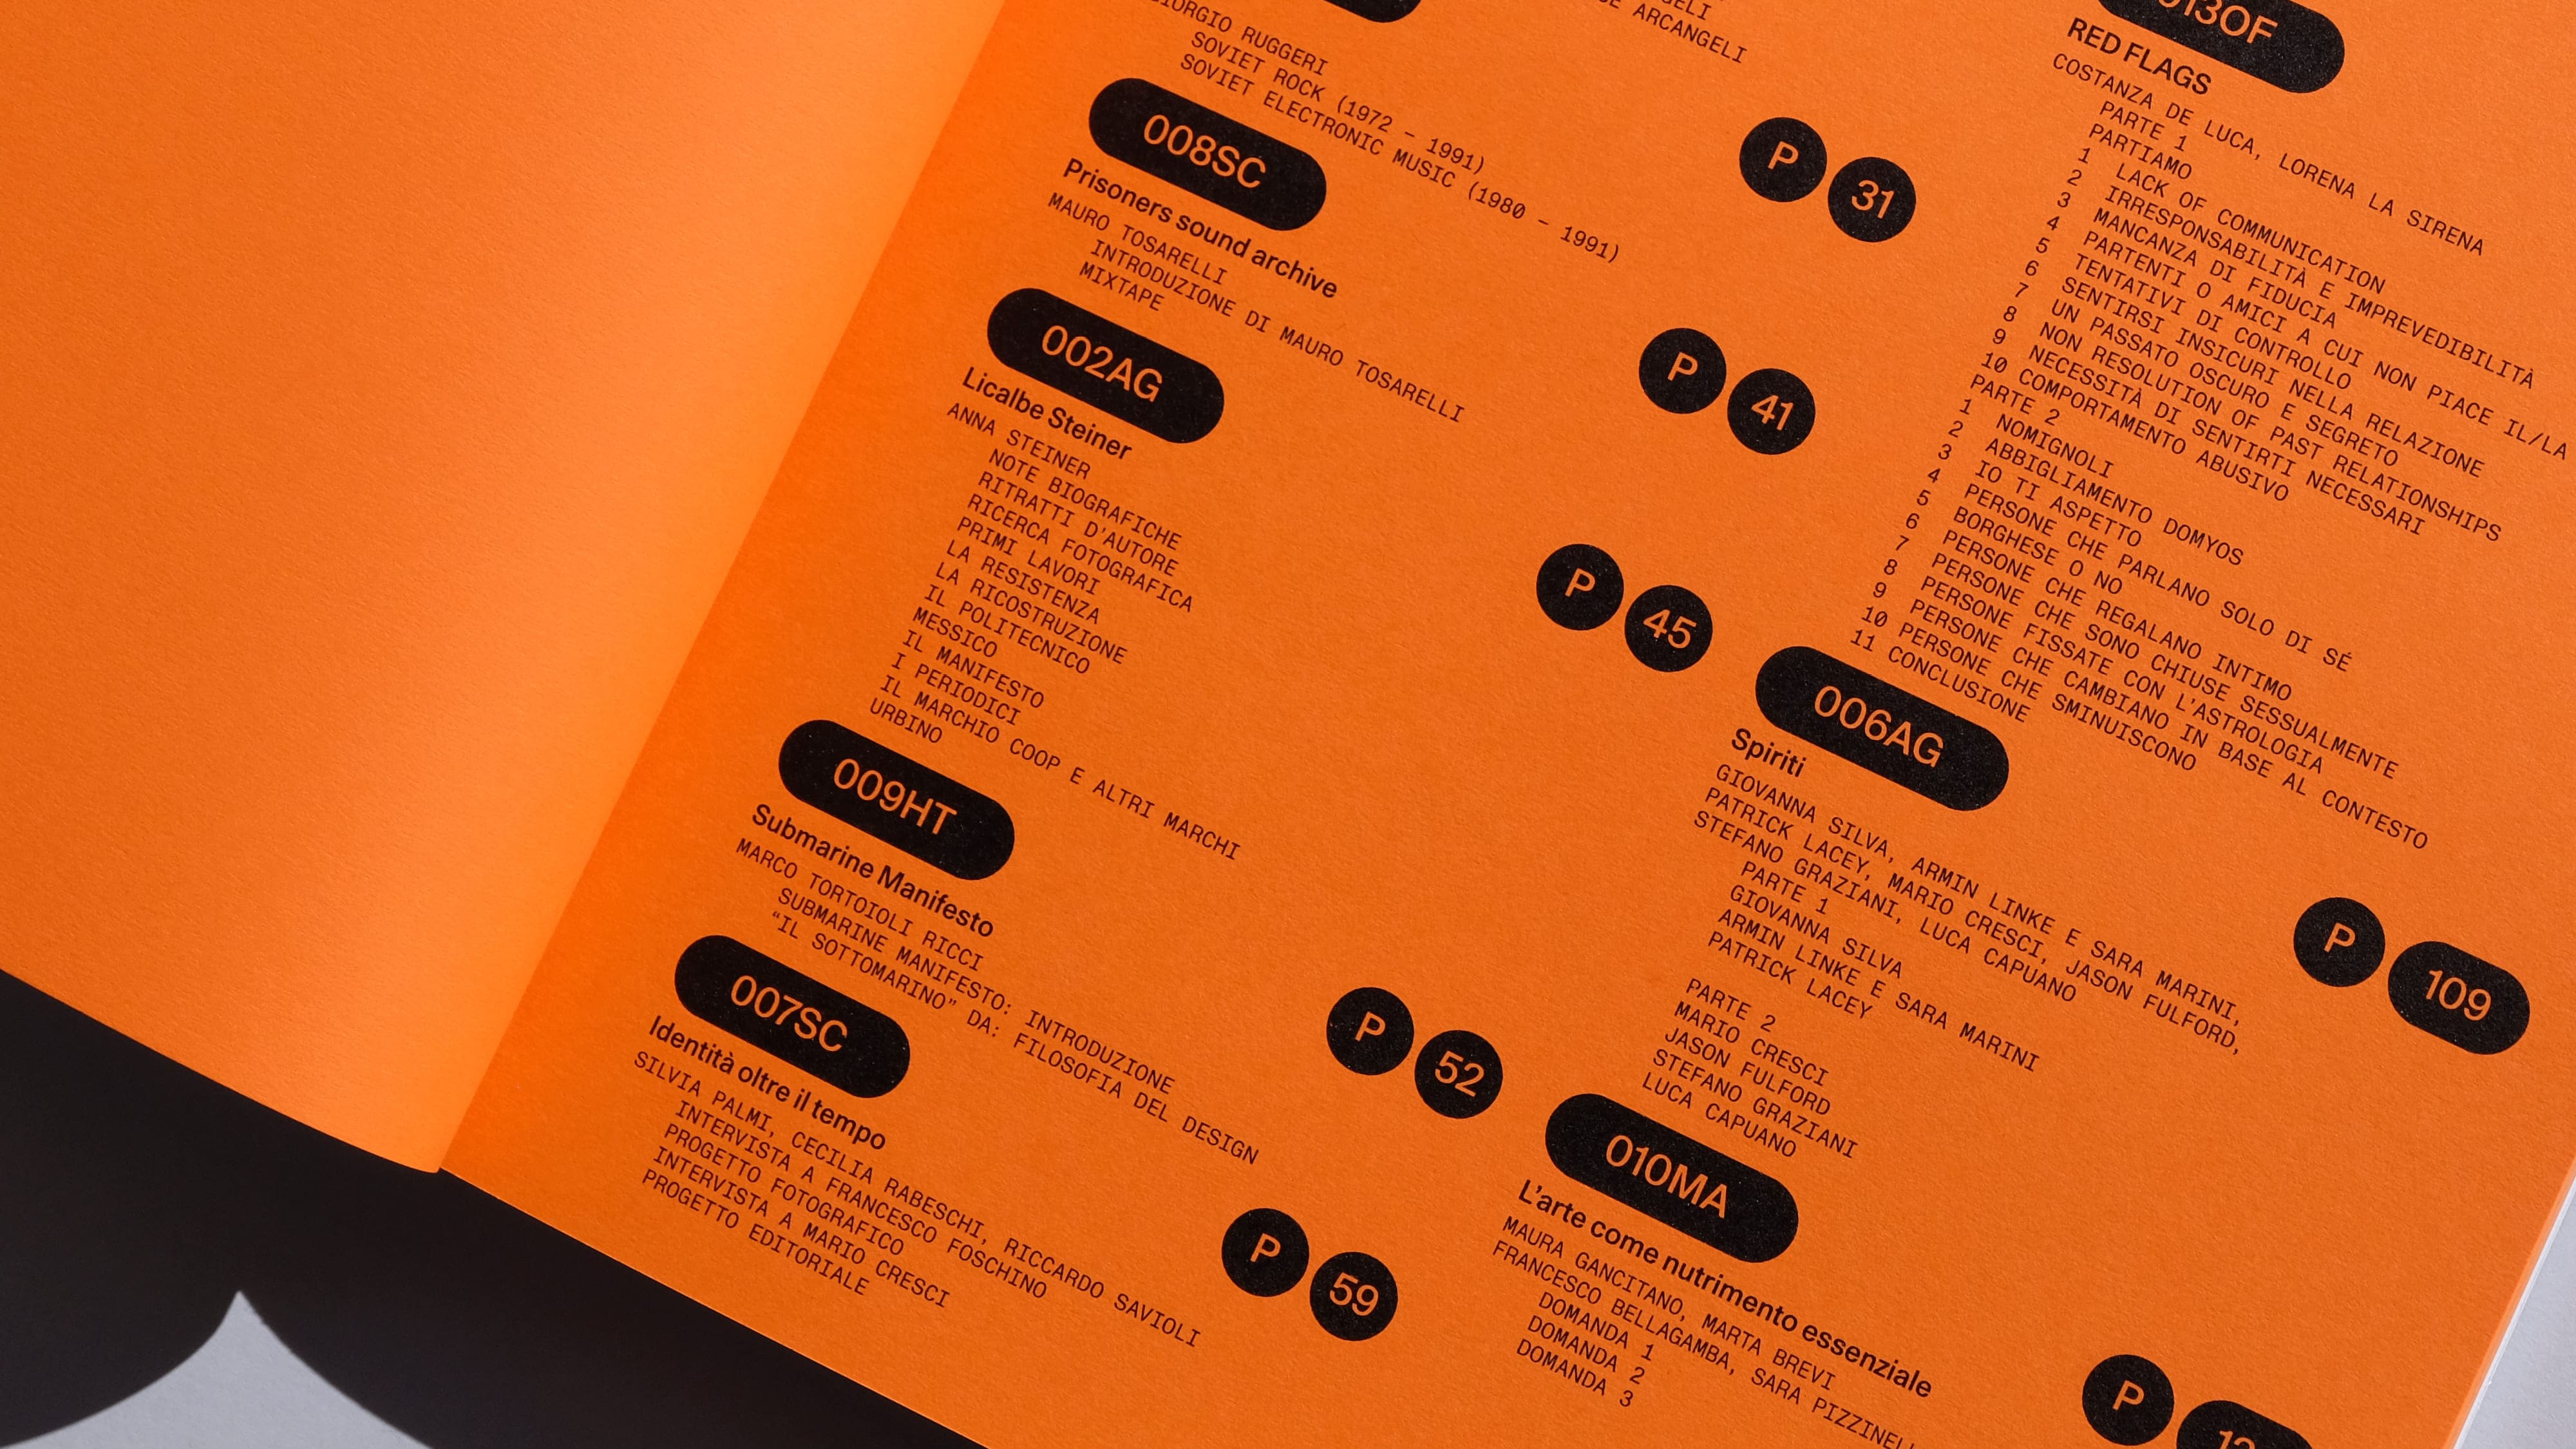 ARCANGELI
GIORGIO RUGGERI
SOVIET ROCK (1972 – 1991)
SOVIET ELECTRONIC MUSIC (1980 – 1991)
P 31
008SC
P 41
Prisoners sound archive
MAURO TOSARELLI
INTRODUZIONE DI MAURO TOSARELLI
MIXTAPE
002AG
P 45
Licalbe Steiner
ANNA STEINER
NOTE BIOGRAFICHE
RITRATTI D'AUTORE
RICERCA FOTOGRAFICA
PRIMI LAVORI
LA RESISTENZA
LA RICOSTRUZIONE
IL POLITECNICO
MESSICO
IL MANIFESTO
I PERIODICI
IL MARCHIO COOP E ALTRI MARCHI
URBINO
009HT
P 52
Submarine Manifesto
MARCO TORTOIOLI RICCI
SUBMARINE MANIFESTO: INTRODUZIONE
“IL SOTTOMARINO” DA: FILOSOFIA DEL DESIGN
007SC
P 59
Identità oltre il tempo
SILVIA PALMI, CECILIA RABESCHI, RICCARDO SAVIOLI
INTERVISTA A FRANCESCO FOSCHINO
PROGETTO FOTOGRAFICO
INTERVISTA A MARIO CRESCI
PROGETTO EDITORIALE
013OF
RED FLAGS
COSTANZA DE LUCA, LORENA LA SIRENA
PARTE 1
PARTIAMO
1 LACK OF COMMUNICATION
2 IRRESPONSABILITÀ E IMPREVEDIBILITÀ
3 MANCANZA DI FIDUCIA
4 PARTENTI O AMICI A CUI NON PIACE IL/LA
5 TENTATIVI DI CONTROLLO
6 SENTIRSI INSICURI NELLA RELAZIONE
7 UN PASSATO OSCURO E SEGRETO
8 NON RESOLUTION OF PAST RELATIONSHIPS
9 NECESSITÀ DI SENTIRTI NECESSARI
10 COMPORTAMENTO ABUSIVO
PARTE 2
1 NOMIGNOLI
2 ABBIGLIAMENTO DOMYOS
3 IO TI ASPETTO
4 PERSONE CHE PARLANO SOLO DI SÉ
5 BORGHESE O NO
6 PERSONE CHE REGALANO INTIMO
7 PERSONE CHE SONO CHIUSE SESSUALMENTE
8 PERSONE FISSATE CON L'ASTROLOGIA
9 PERSONE CHE CAMBIANO IN BASE AL CONTESTO
10 PERSONE CHE SMINUISCONO
11 CONCLUSIONE
006AG
P 109
Spiriti
GIOVANNA SILVA, ARMIN LINKE E SARA MARINI,
PATRICK LACEY, MARIO CRESCI, JASON FULFORD,
STEFANO GRAZIANI, LUCA CAPUANO
PARTE 1
GIOVANNA SILVA
ARMIN LINKE E SARA MARINI
PATRICK LACEY
PARTE 2
MARIO CRESCI
JASON FULFORD
STEFANO GRAZIANI
LUCA CAPUANO
010MA
P
L'arte come nutrimento essenziale
MAURA GANCITANO, MARTA BREVI
FRANCESCO BELLAGAMBA, SARA PIZZINELLI
DOMANDA 1
DOMANDA 2
DOMANDA 3